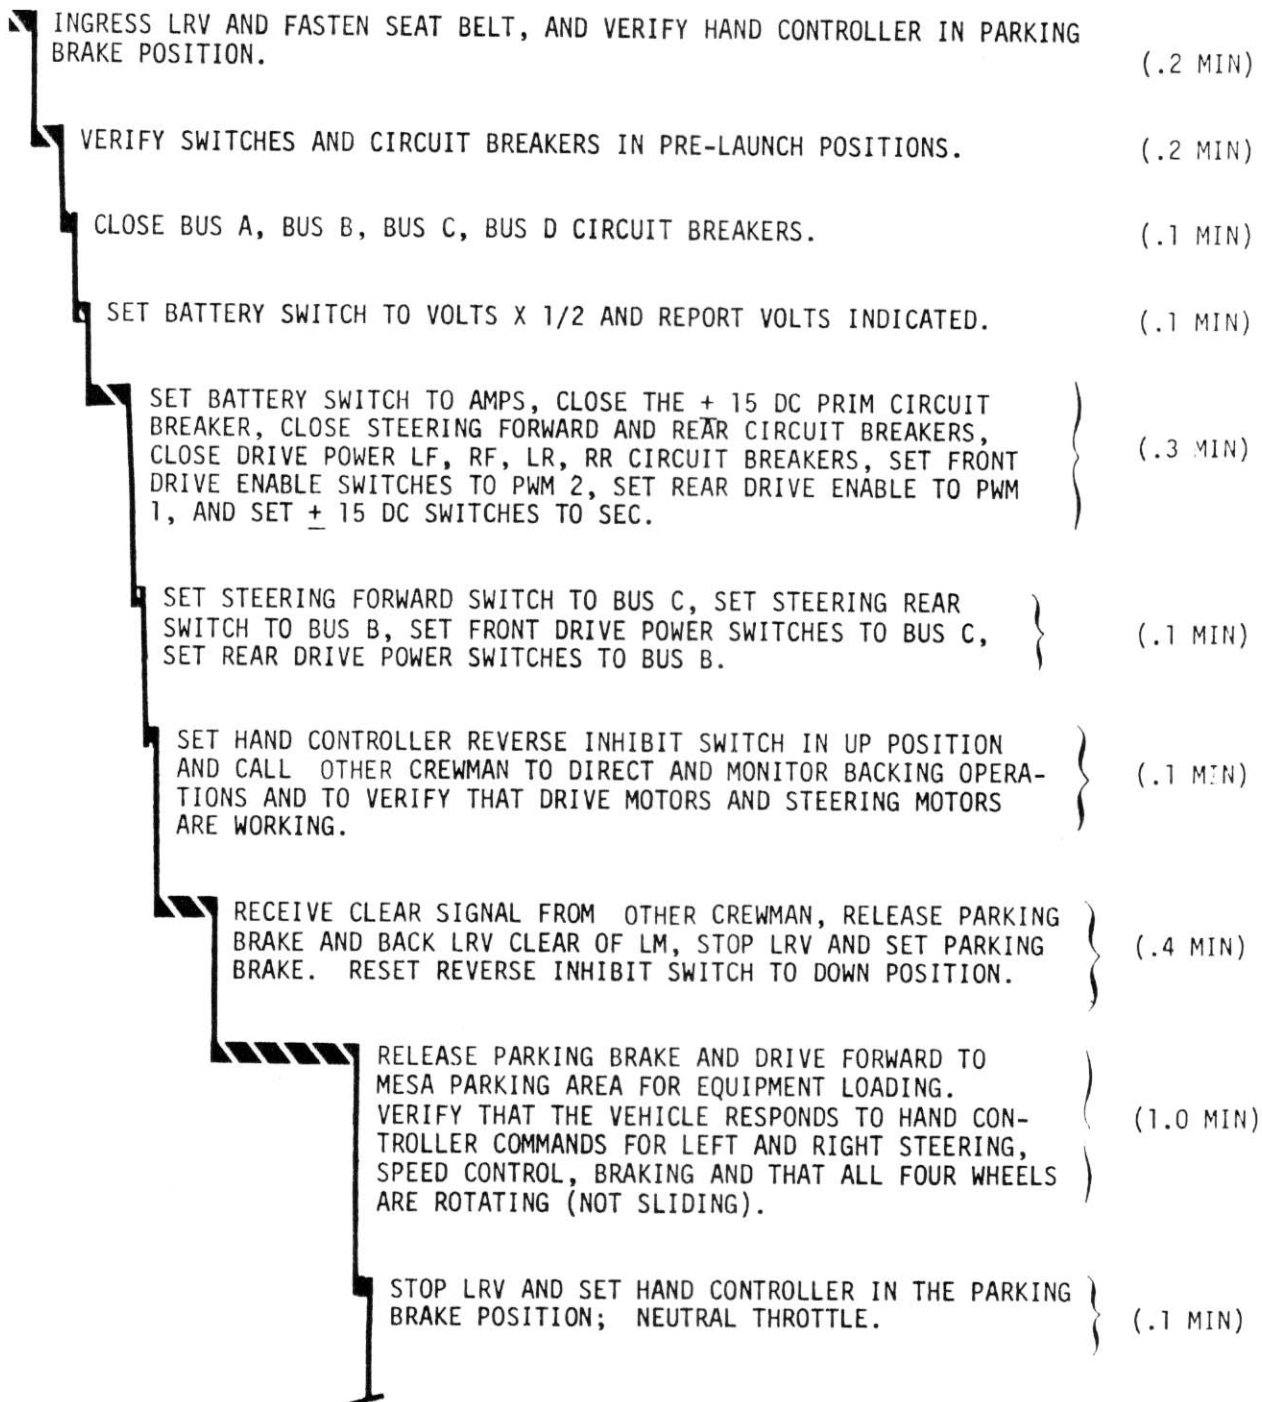 INGRESS LRV AND FASTEN SEAT BELT, AND VERIFY HAND CONTROLLER IN PARKING
BRAKE POSITION. (.2 MIN)
VERIFY SWITCHES AND CIRCUIT BREAKERS IN PRE-LAUNCH POSITIONS. (.2 MIN)
CLOSE BUS A, BUS B, BUS C, BUS D CIRCUIT BREAKERS. (.1 MIN)
SET BATTERY SWITCH TO VOLTS X 1/2 AND REPORT VOLTS INDICATED. (.1 MIN)
SET BATTERY SWITCH TO AMPS, CLOSE THE ± 15 DC PRIM CIRCUIT
BREAKER, CLOSE STEERING FORWARD AND REAR CIRCUIT BREAKERS,
CLOSE DRIVE POWER LF, RF, LR, RR CIRCUIT BREAKERS, SET FRONT
DRIVE ENABLE SWITCHES TO PWM 2, SET REAR DRIVE ENABLE TO PWM
1, AND SET ± 15 DC SWITCHES TO SEC.
(.3 MIN)
SET STEERING FORWARD SWITCH TO BUS C, SET STEERING REAR
SWITCH TO BUS B, SET FRONT DRIVE POWER SWITCHES TO BUS C,
SET REAR DRIVE POWER SWITCHES TO BUS B.
(.1 MIN)
SET HAND CONTROLLER REVERSE INHIBIT SWITCH IN UP POSITION
AND CALL OTHER CREWMAN TO DIRECT AND MONITOR BACKING OPERA-
TIONS AND TO VERIFY THAT DRIVE MOTORS AND STEERING MOTORS
ARE WORKING.
(.1 MIN)
RECEIVE CLEAR SIGNAL FROM OTHER CREWMAN, RELEASE PARKING
BRAKE AND BACK LRV CLEAR OF LM, STOP LRV AND SET PARKING
BRAKE. RESET REVERSE INHIBIT SWITCH TO DOWN POSITION.
(.4 MIN)
RELEASE PARKING BRAKE AND DRIVE FORWARD TO
MESA PARKING AREA FOR EQUIPMENT LOADING.
VERIFY THAT THE VEHICLE RESPONDS TO HAND CON-
TROLLER COMMANDS FOR LEFT AND RIGHT STEERING,
SPEED CONTROL, BRAKING AND THAT ALL FOUR WHEELS
ARE ROTATING (NOT SLIDING).
(1.0 MIN)
STOP LRV AND SET HAND CONTROLLER IN THE PARKING
BRAKE POSITION; NEUTRAL THROTTLE.
(.1 MIN)